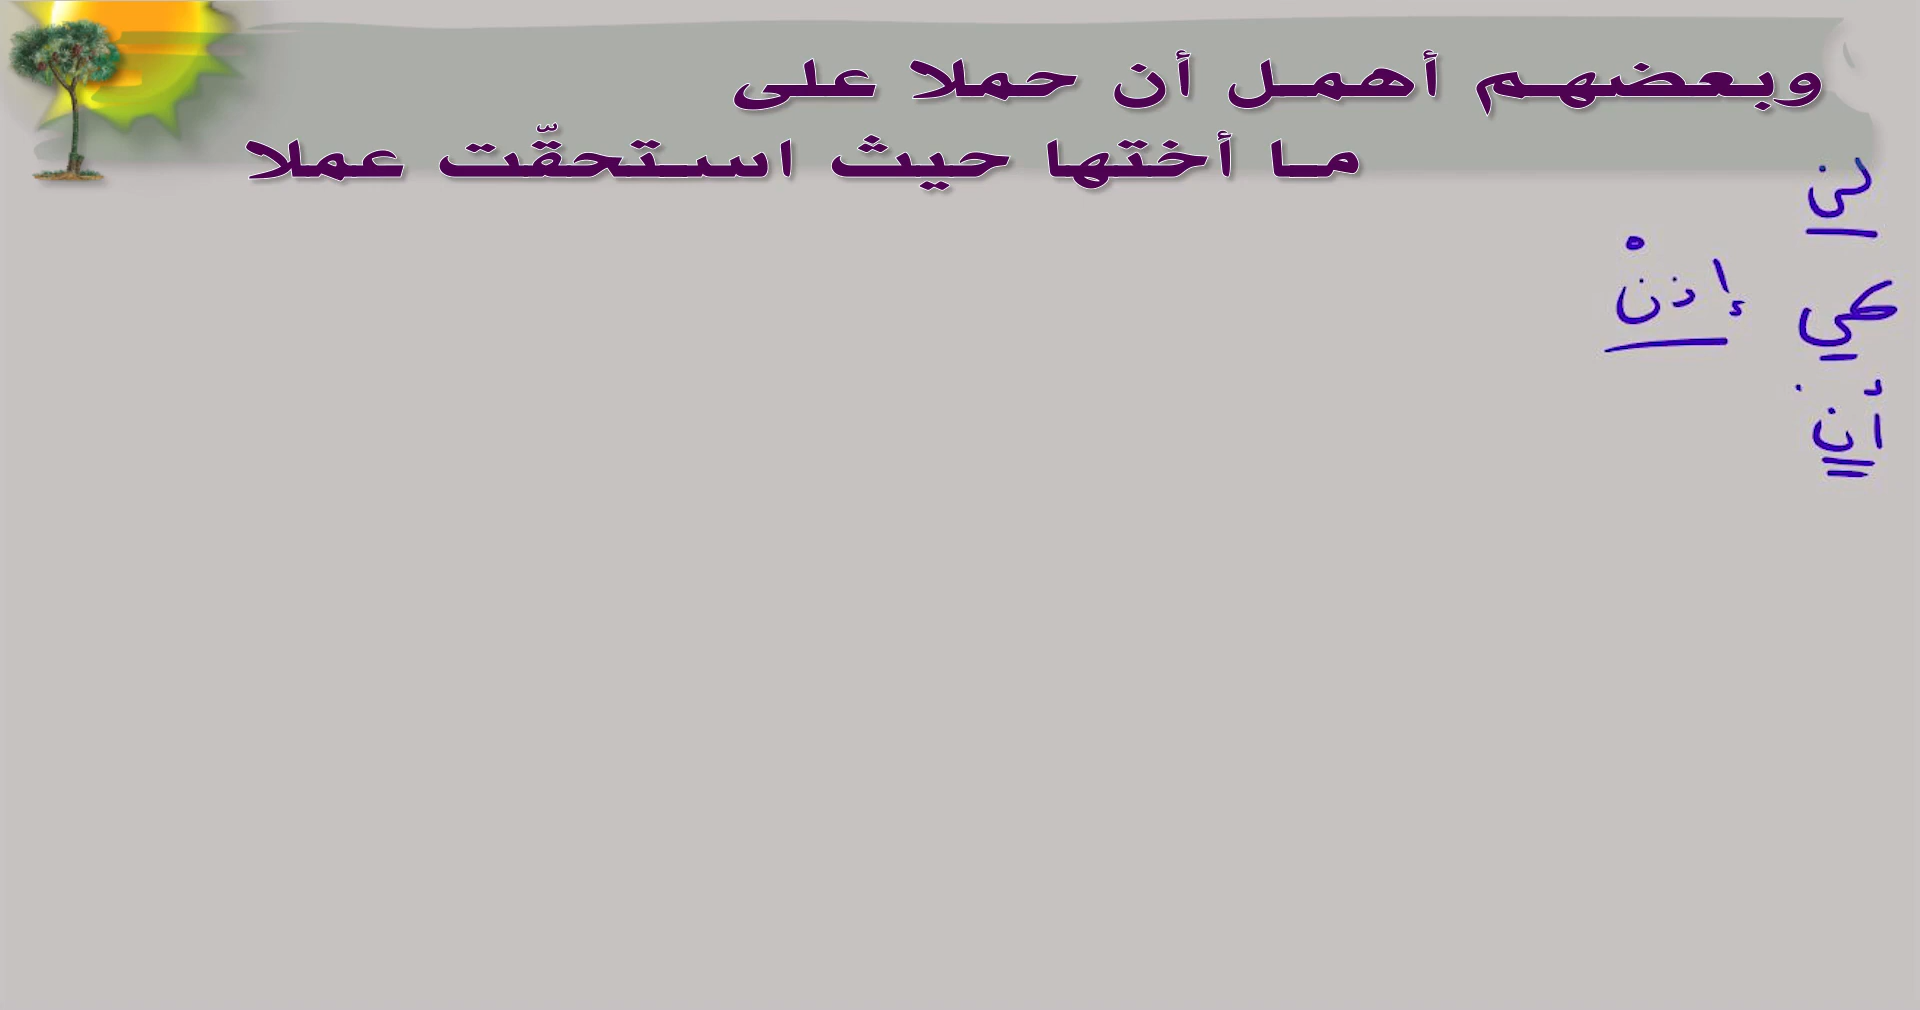 وبعضهم أهمل أن حملا على
ما أختها حيث استحقّت عملا
لن
كي
إذنْ
أن